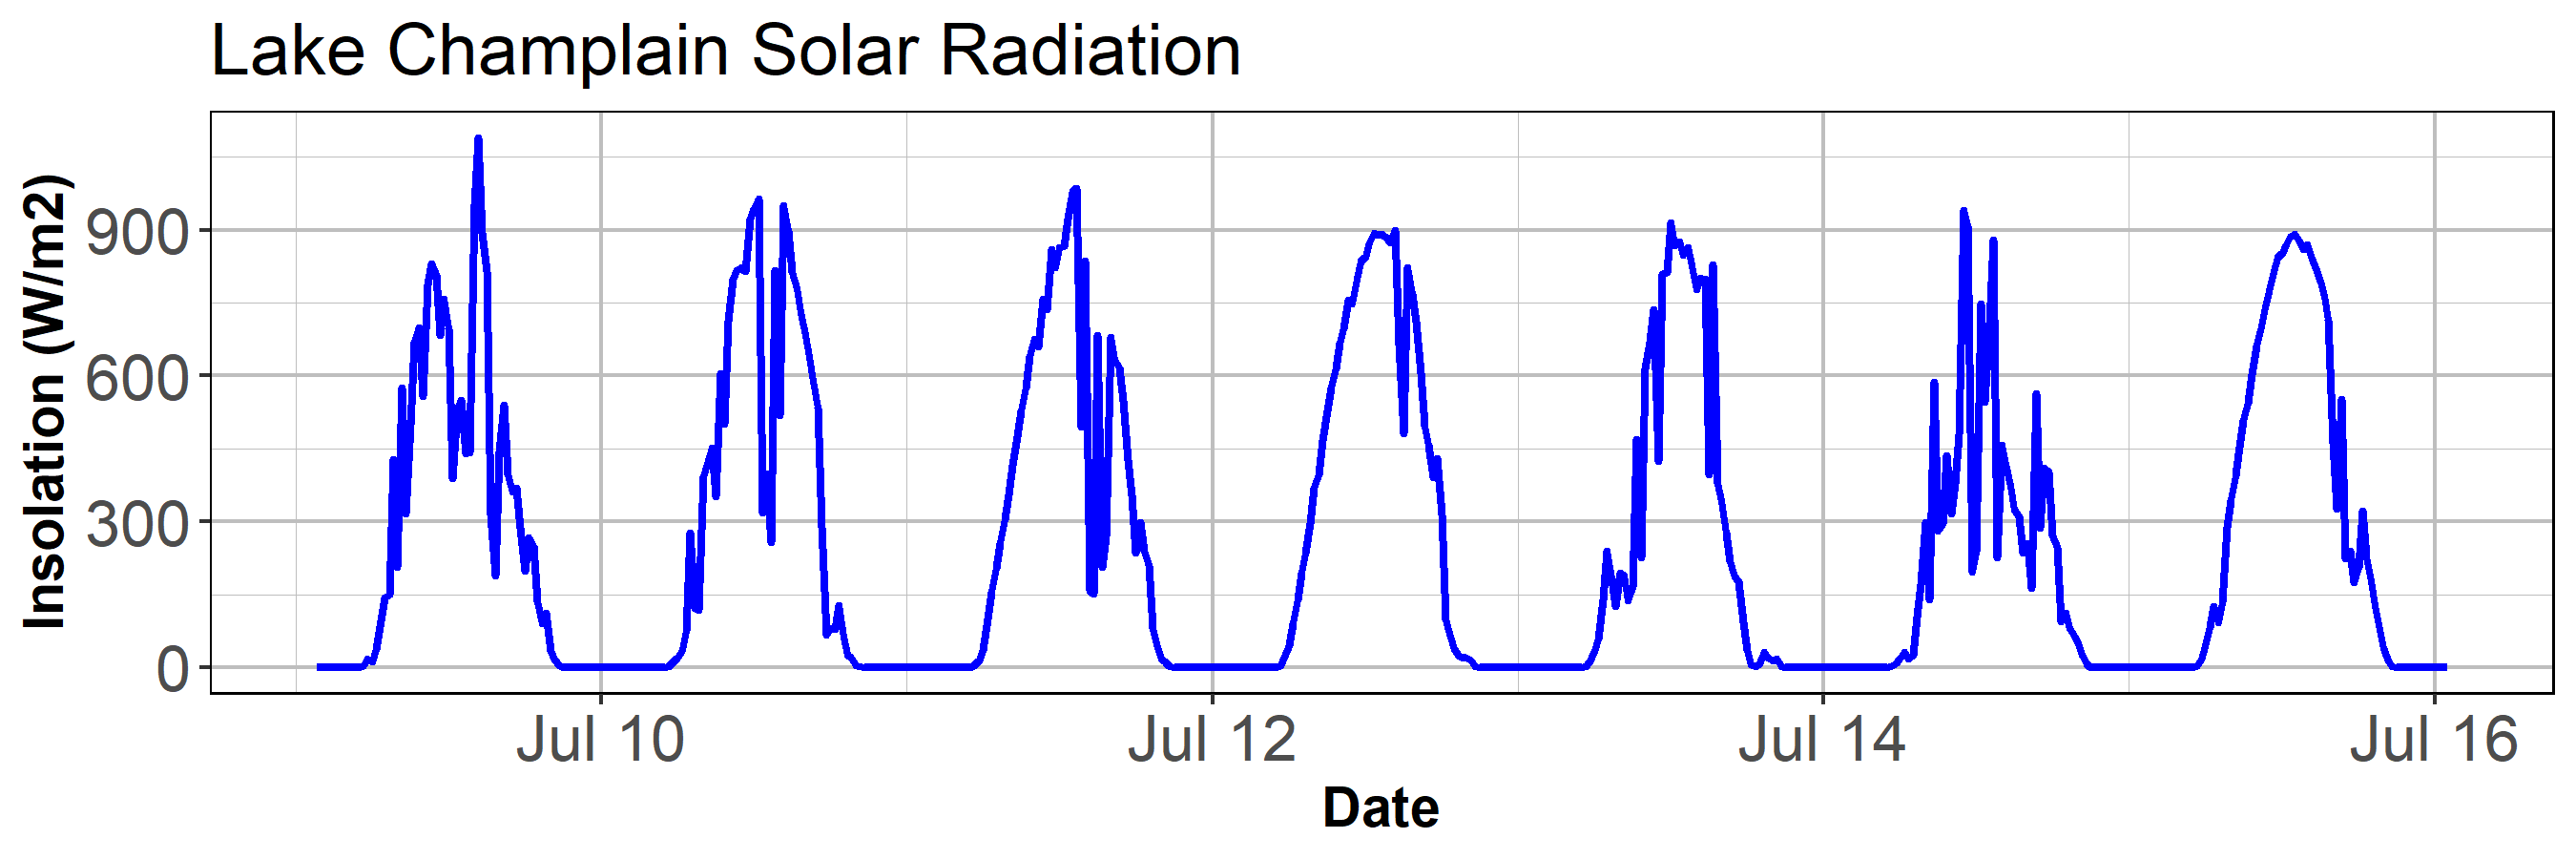 Lake Champlain Solar Radiation
Insolation (W/m2)
900
600
300
0
Jul 10 Jul 12 Jul 14 Jul 16
Date